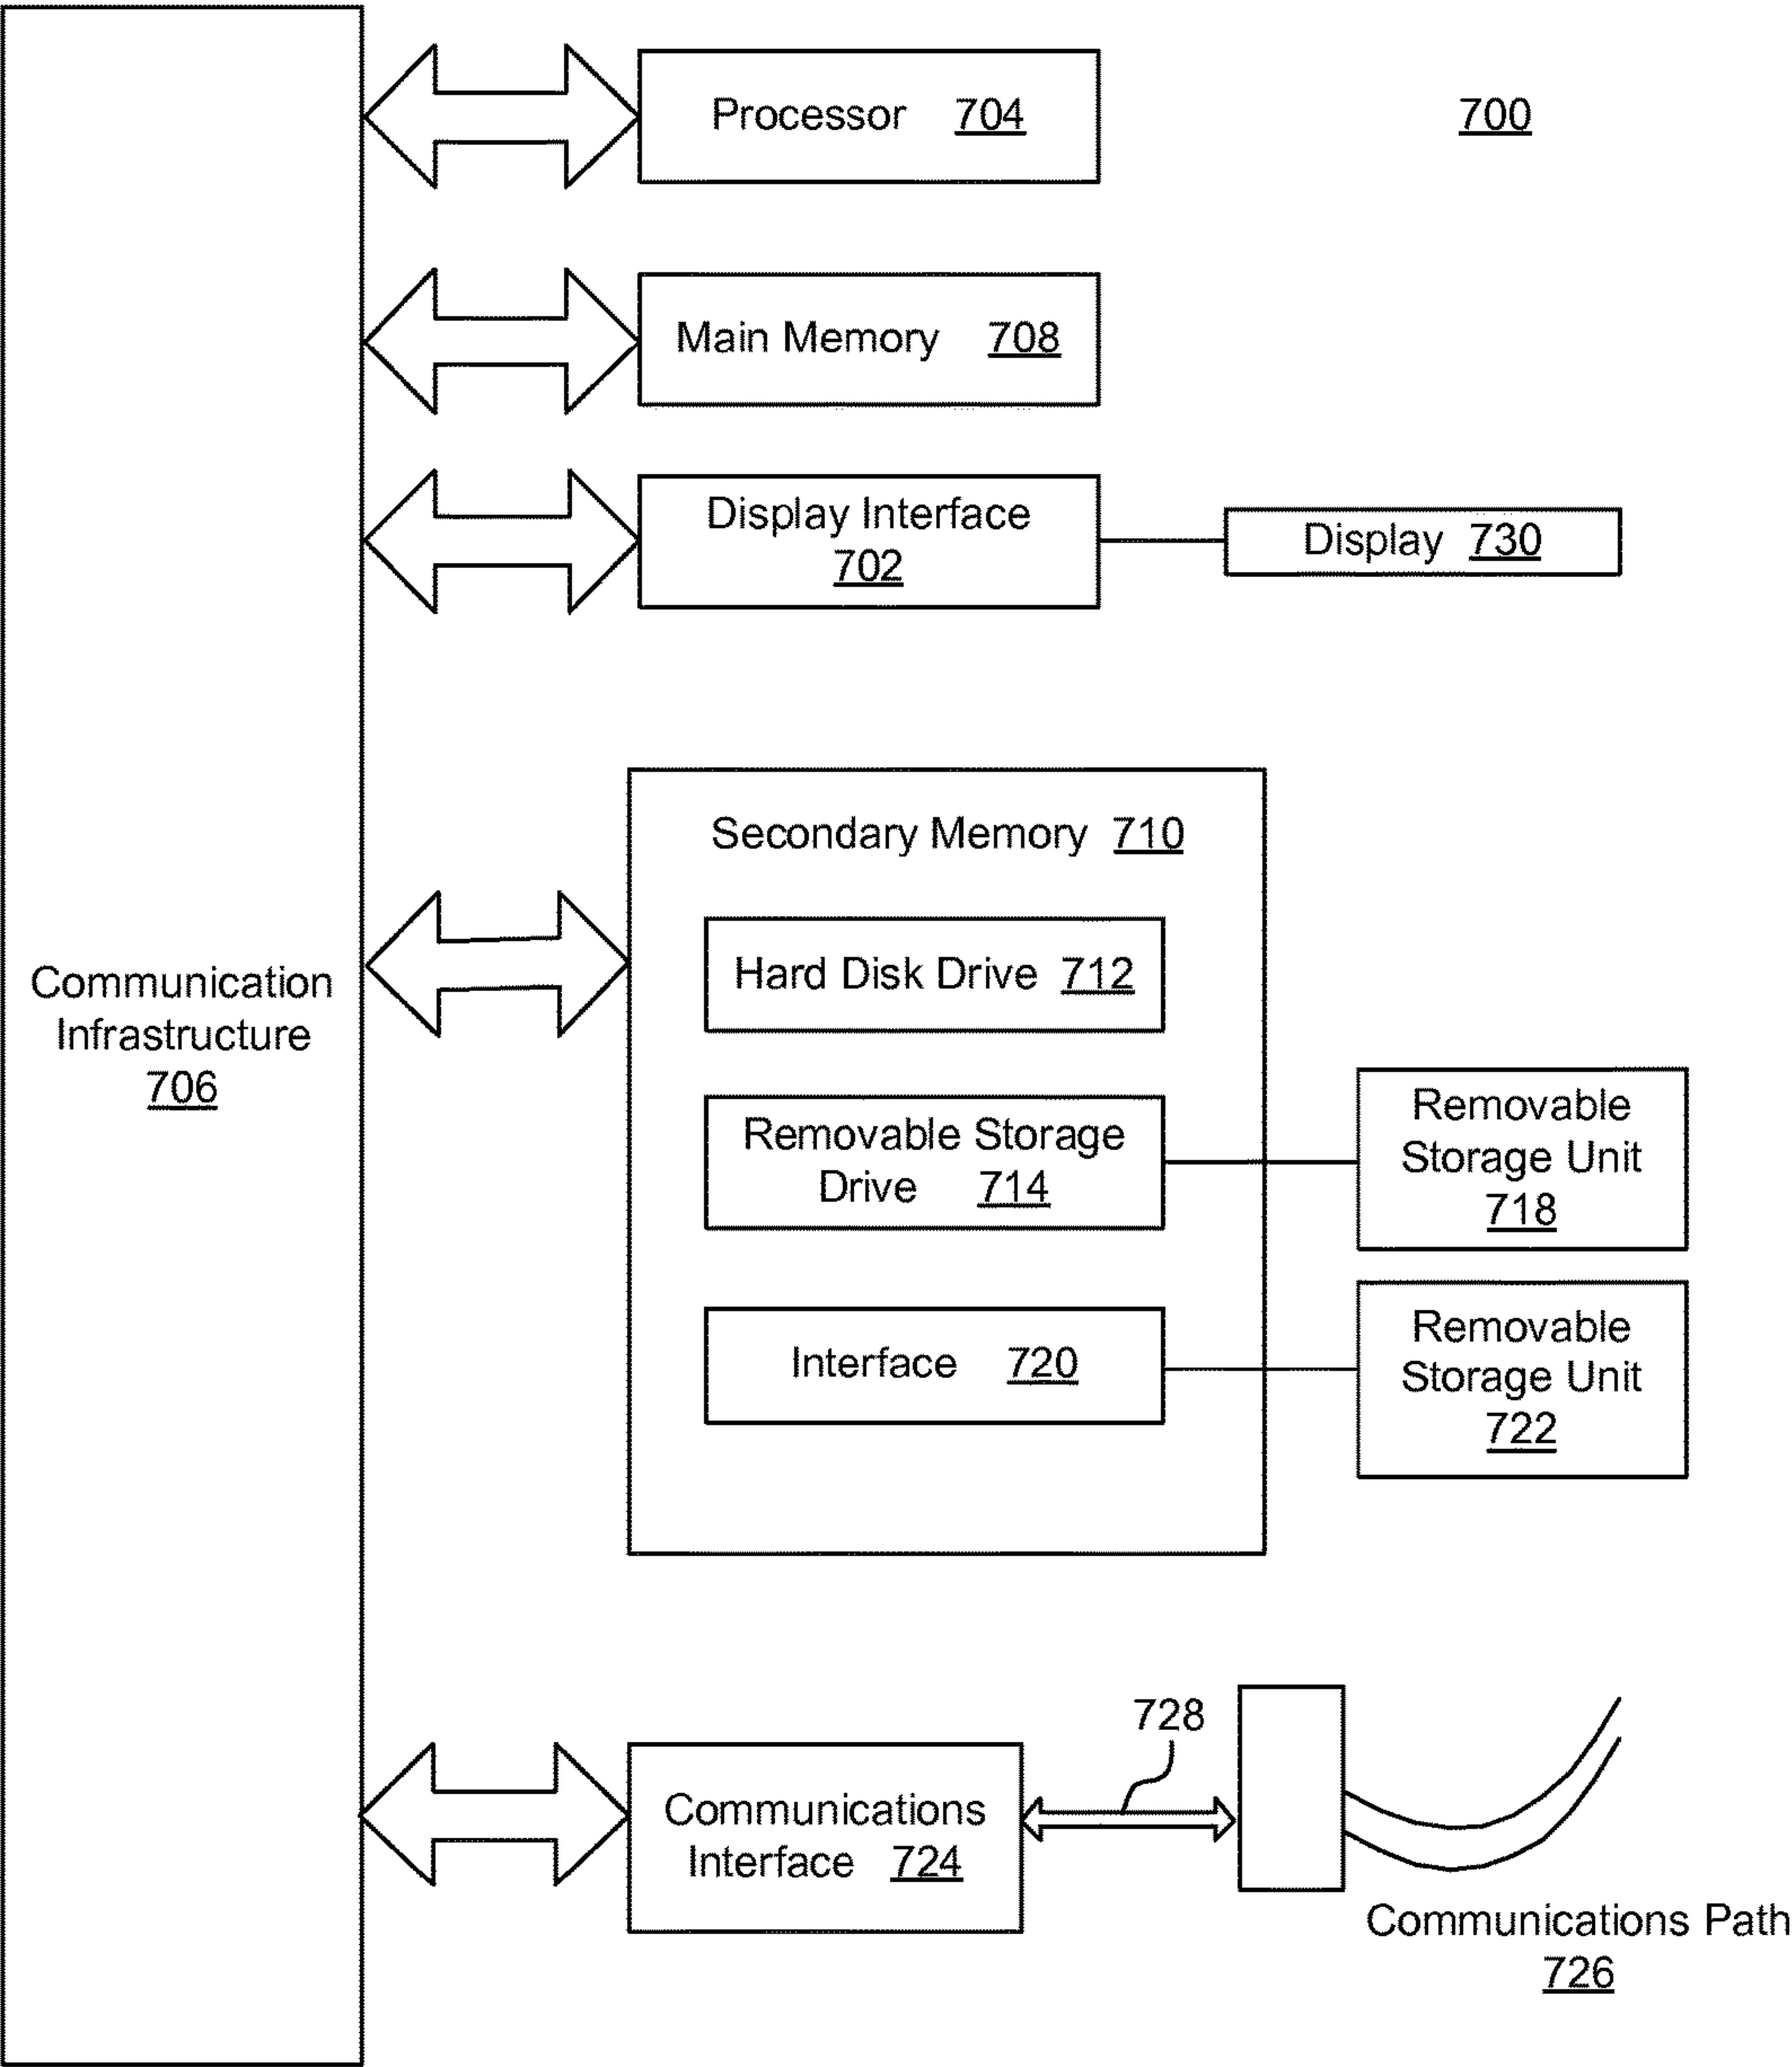 Processor 704
700
Main Memory 708
Display Interface
702
Display 730
Secondary Memory 710
Hard Disk Drive 712
Communication
Infrastructure
706
Removable Storage
Drive 714
Removable
Storage Unit
718
Interface 720
Removable
Storage Unit
722
728
Communications
Interface 724
Communications Path
726